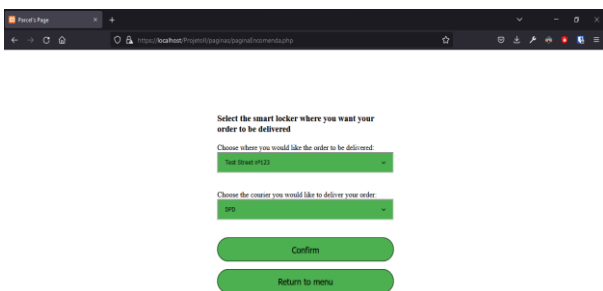 Parcel's Page
https://localhost/ProjetoII/paginas/paginaEncomenda.php
Select the smart locker where you want your
order to be delivered
Choose where you would like the order to be delivered:
Test Street nº123
Choose the courier you would like to deliver your order:
DPD
Confirm
Return to menu